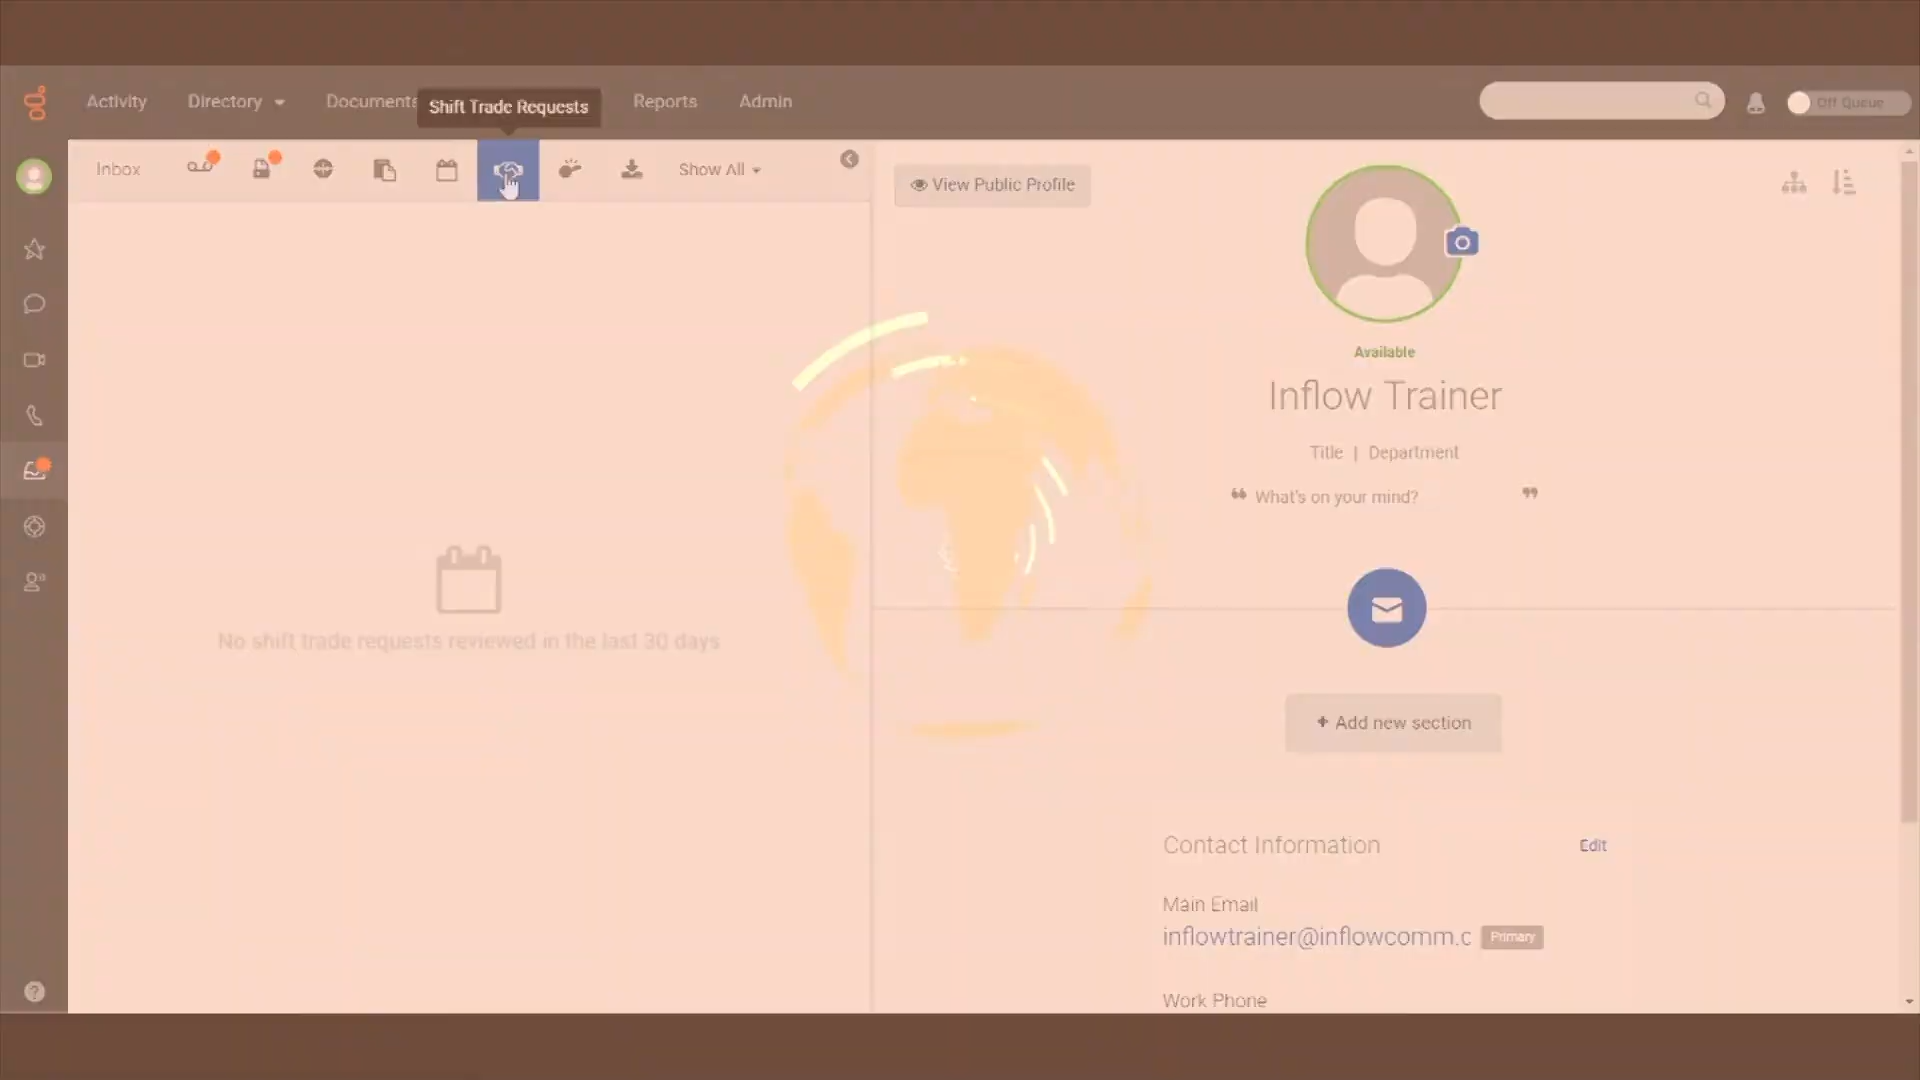 Activity
Directory
Documents
Shift Trade Requests
Reports
Admin
Off Queue
Inbox
Show All
View Public Profile
Available
Inflow Trainer
Title | Department
❝ What's on your mind? ❞
No shift trade requests reviewed in the last 30 days
+ Add new section
Contact Information
Edit
Main Email
inflowtrainer@inflowcomm.c
Primary
Work Phone